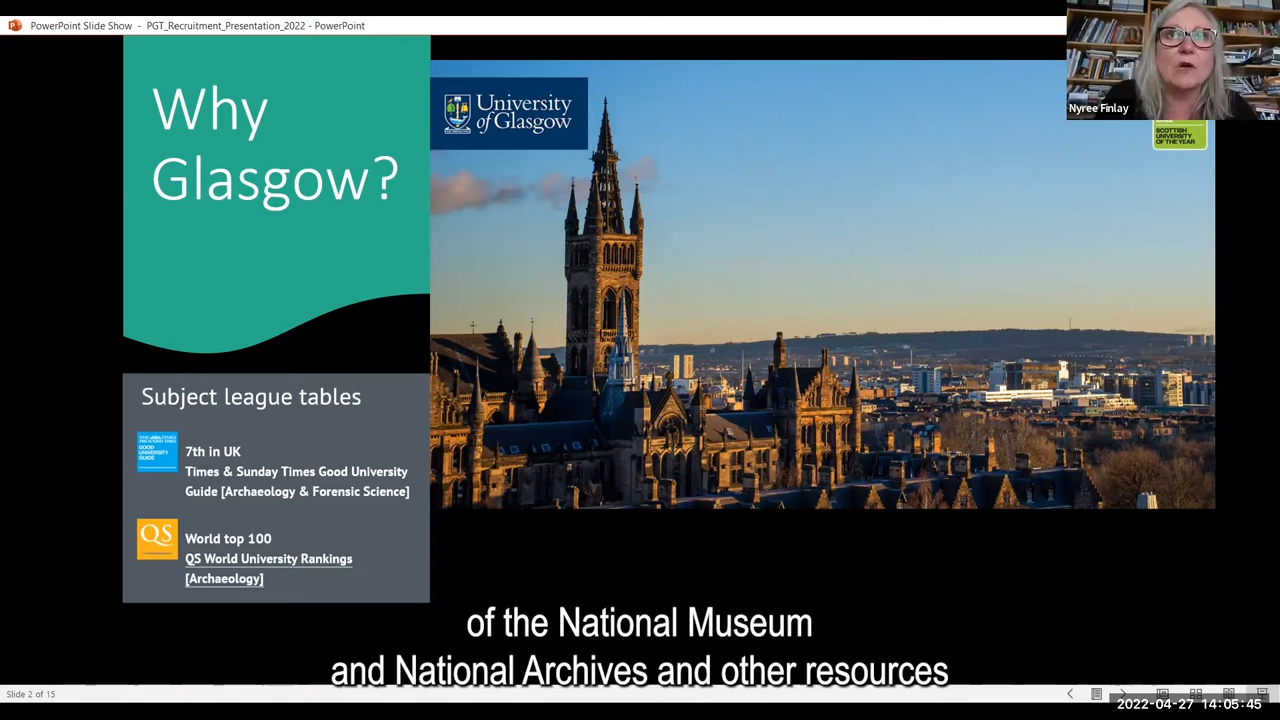 PowerPoint Slide Show - PGT_Recruitment_Presentation_2022 - PowerPoint
Nyree Finlay
Why
Glasgow?
University
of Glasgow
SCOTTISH
UNIVERSITY
OF THE YEAR
Subject league tables
GOOD
UNIVERSITY
GUIDE
7th in UK
Times & Sunday Times Good University
Guide [Archaeology & Forensic Science]
QS
World top 100
QS World University Rankings
[Archaeology]
of the National Museum
and National Archives and other resources
Slide 2 of 15
2022-04-27 14:05:45